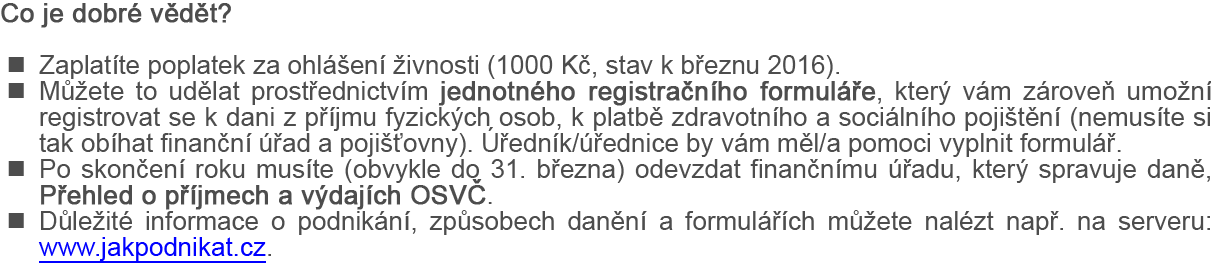 Co je dobré vědět?
■ Zaplatíte poplatek za ohlášení živnosti (1000 Kč, stav k březnu 2016).
■ Můžete to udělat prostřednictvím jednotného registračního formuláře, který vám zároveň umožní
registrovat se k dani z příjmu fyzických osob, k platbě zdravotního a sociálního pojištění (nemusíte si
tak obíhat finanční úřad a pojišťovny). Úředník/úřednice by vám měl/a pomoci vyplnit formulář.
■ Po skončení roku musíte (obvykle do 31. března) odevzdat finančnímu úřadu, který spravuje daně,
Přehled o příjmech a výdajích OSVČ.
■ Důležité informace o podnikání, způsobech danění a formulářích můžete nalézt např. na serveru:
www.jakpodnikat.cz.